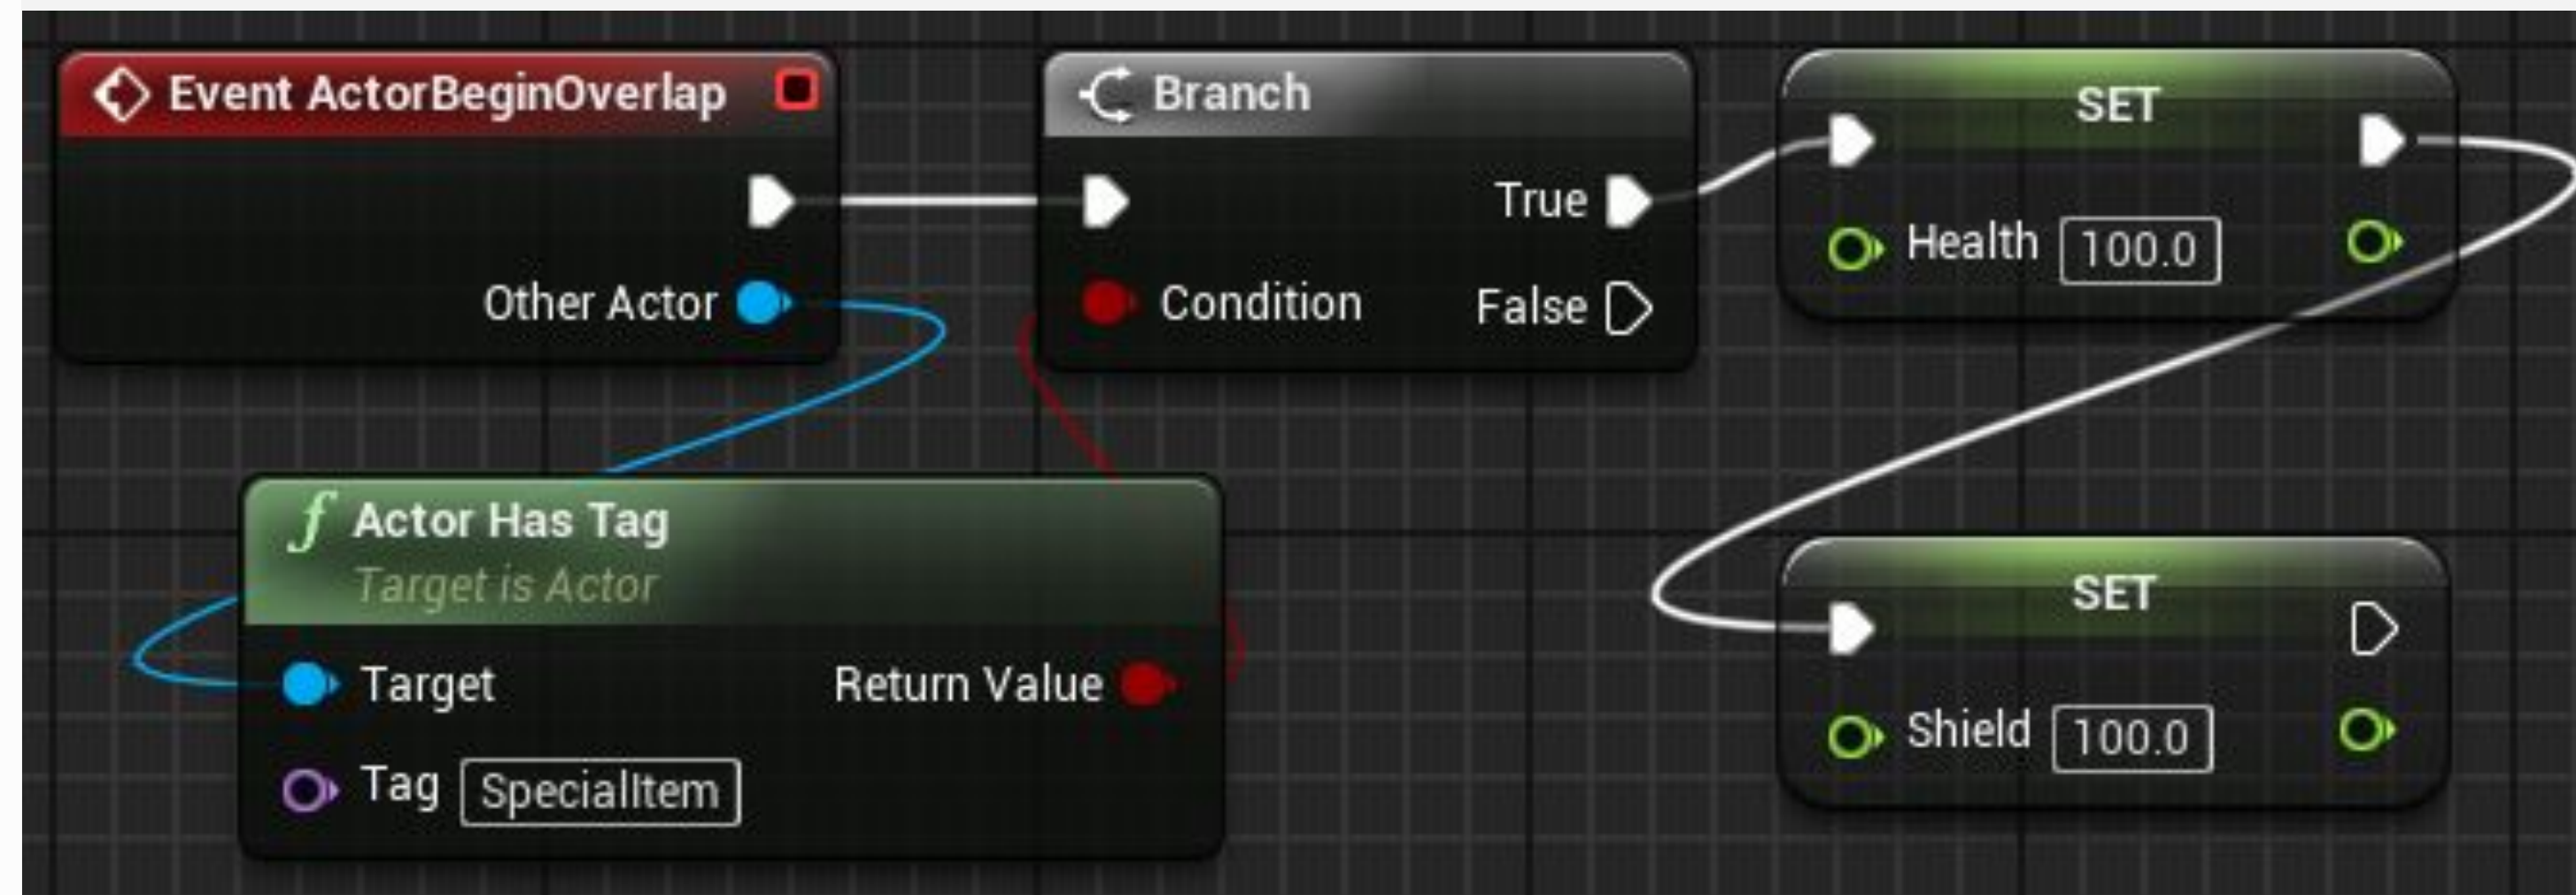 Event ActorBeginOverlap
Other Actor
Branch
True
Condition
False
SET
Health 100.0
Actor Has Tag
Target is Actor
Target
Return Value
Tag SpecialItem
SET
Shield 100.0